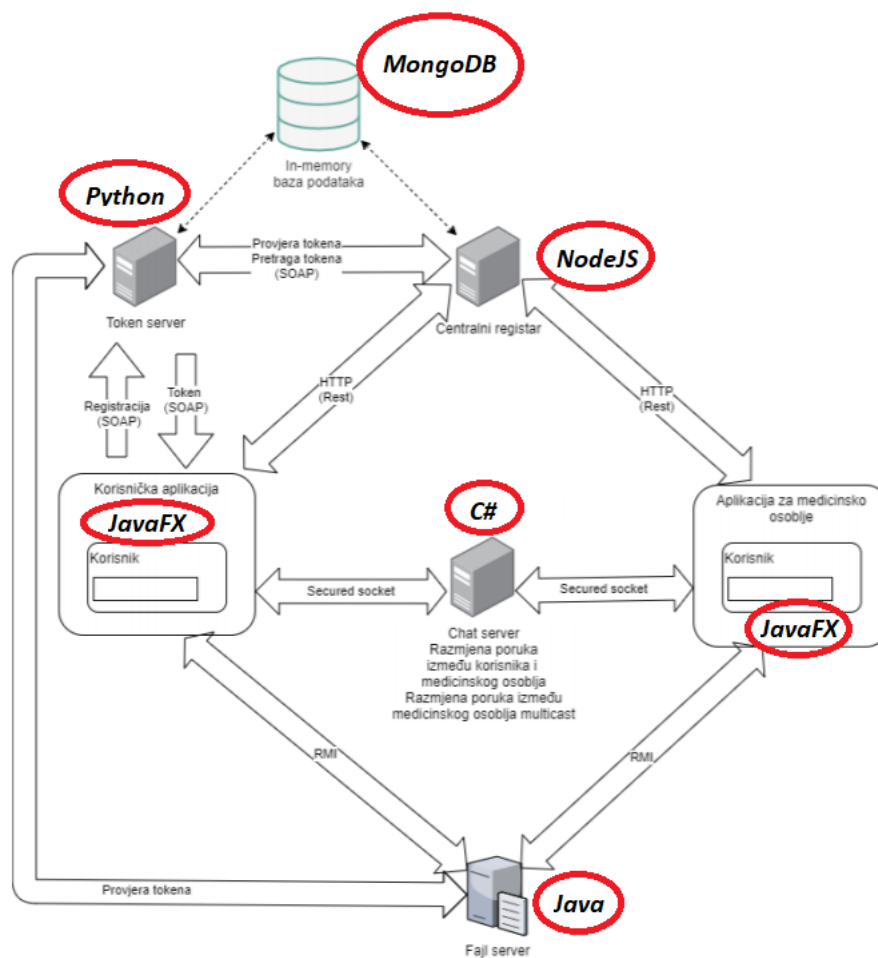 MongoDB
In-memory
baza podataka
Python
Provjera tokena
Pretraga tokena
(SOAP)
NodeJS
Token server
Centralni registar
Registracija
(SOAP)
Token
(SOAP)
HTTP
(Rest)
HTTP
(Rest)
Korisnička aplikacija
JavaFX
Korisnik
C#
Aplikacija za medicinsko
osoblje
Korisnik
JavaFX
Secured socket
Secured socket
Chat server
Razmjena poruka
između korisnika i
medicinskog osoblja
Razmjena poruka između
medicinskog osoblja multicast
RMI
RMI
Provjera tokena
Java
Fajl server